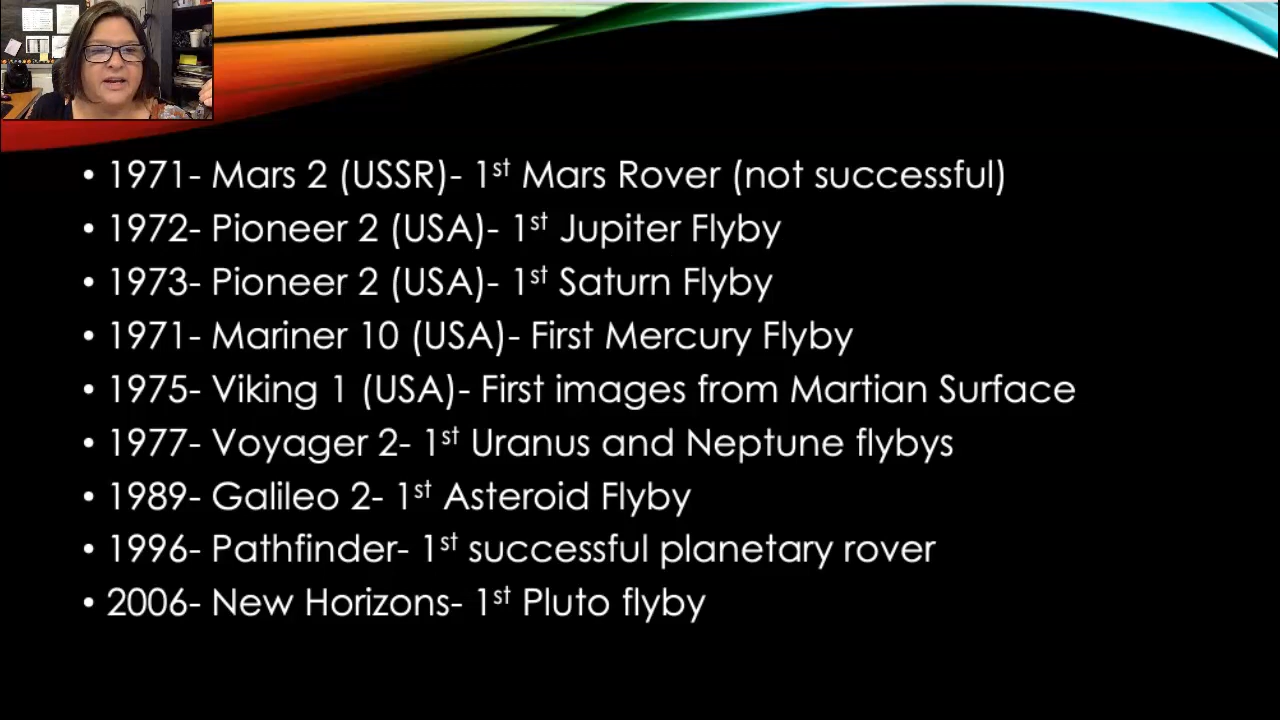 • 1971- Mars 2 (USSR)- 1st Mars Rover (not successful)
• 1972- Pioneer 2 (USA)- 1st Jupiter Flyby
• 1973- Pioneer 2 (USA)- 1st Saturn Flyby
• 1971- Mariner 10 (USA)- First Mercury Flyby
• 1975- Viking 1 (USA)- First images from Martian Surface
• 1977- Voyager 2- 1st Uranus and Neptune flybys
• 1989- Galileo 2- 1st Asteroid Flyby
• 1996- Pathfinder- 1st successful planetary rover
• 2006- New Horizons- 1st Pluto flyby